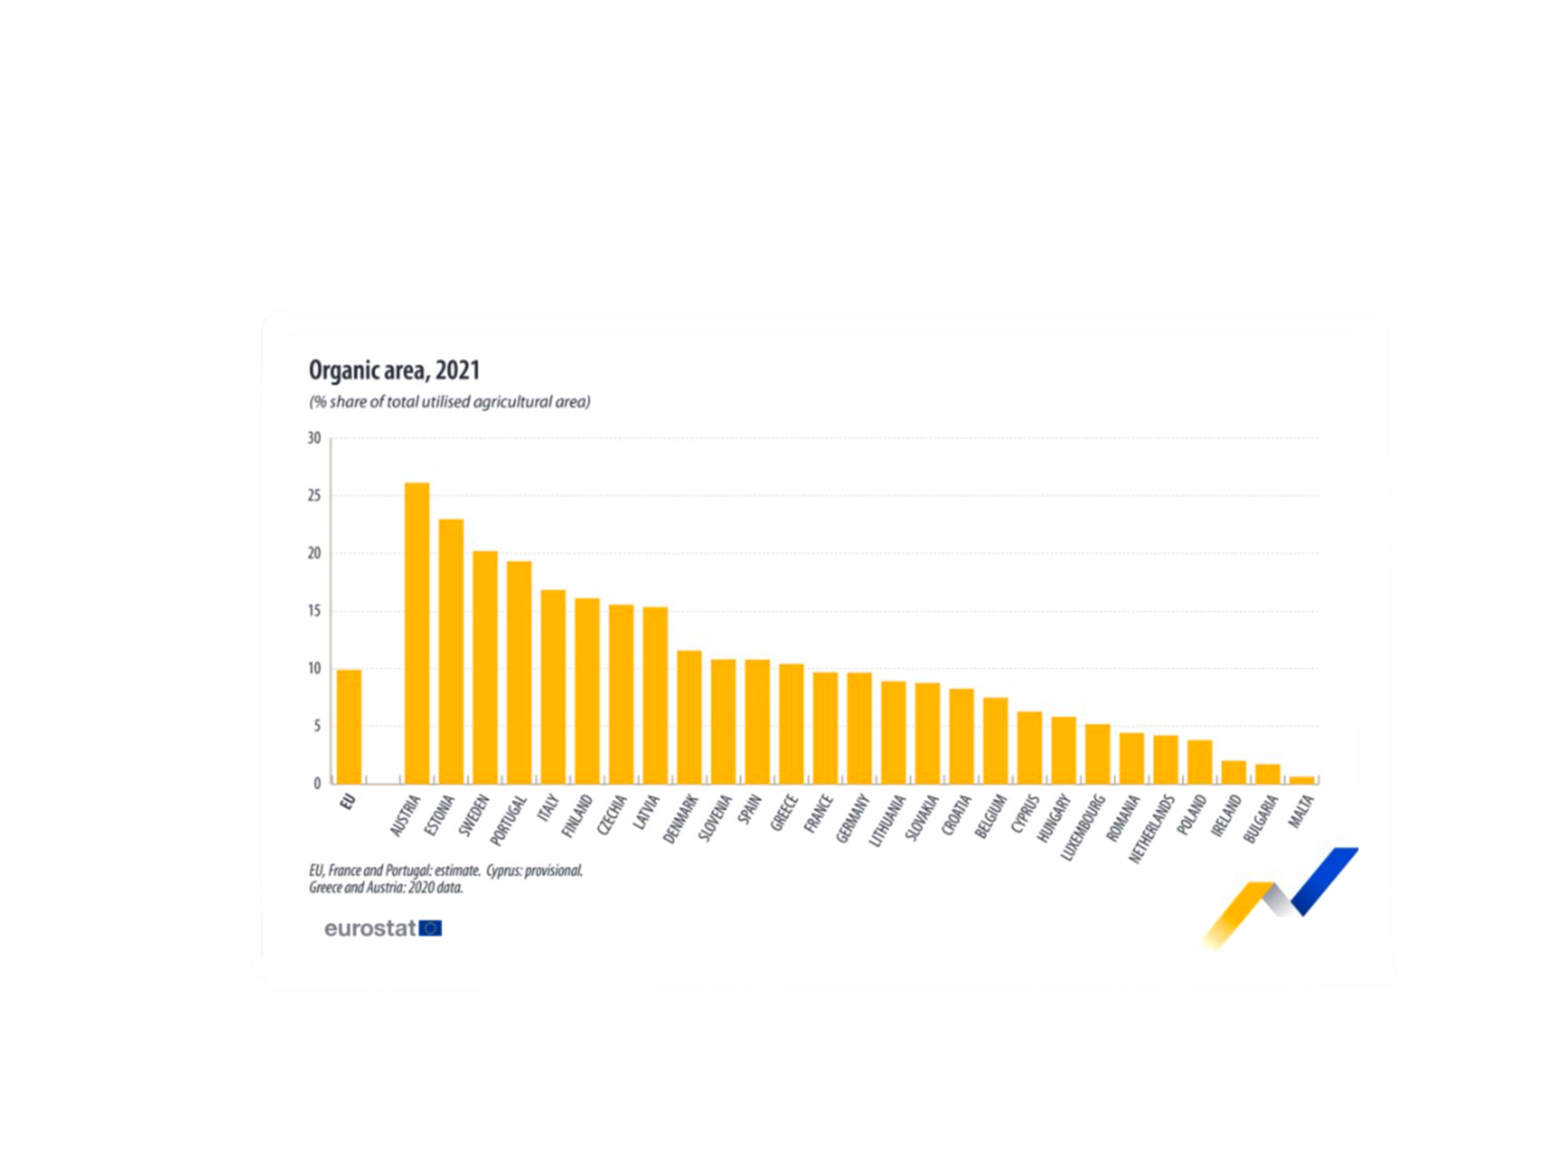 Organic area, 2021
(% share of total utilised agricultural area)
30
25
20
15
10
5
0
EU
AUSTRIA
ESTONIA
SWEDEN
PORTUGAL
ITALY
FINLAND
CZECHIA
LATVIA
DENMARK
SLOVENIA
SPAIN
GREECE
FRANCE
GERMANY
LITHUANIA
SLOVAKIA
CROATIA
BELGIUM
CYPRUS
HUNGARY
LUXEMBOURG
ROMANIA
NETHERLANDS
POLAND
IRELAND
BULGARIA
MALTA
EU, France and Portugal: estimate. Cyprus: provisional.
Greece and Austria: 2020 data.
eurostat